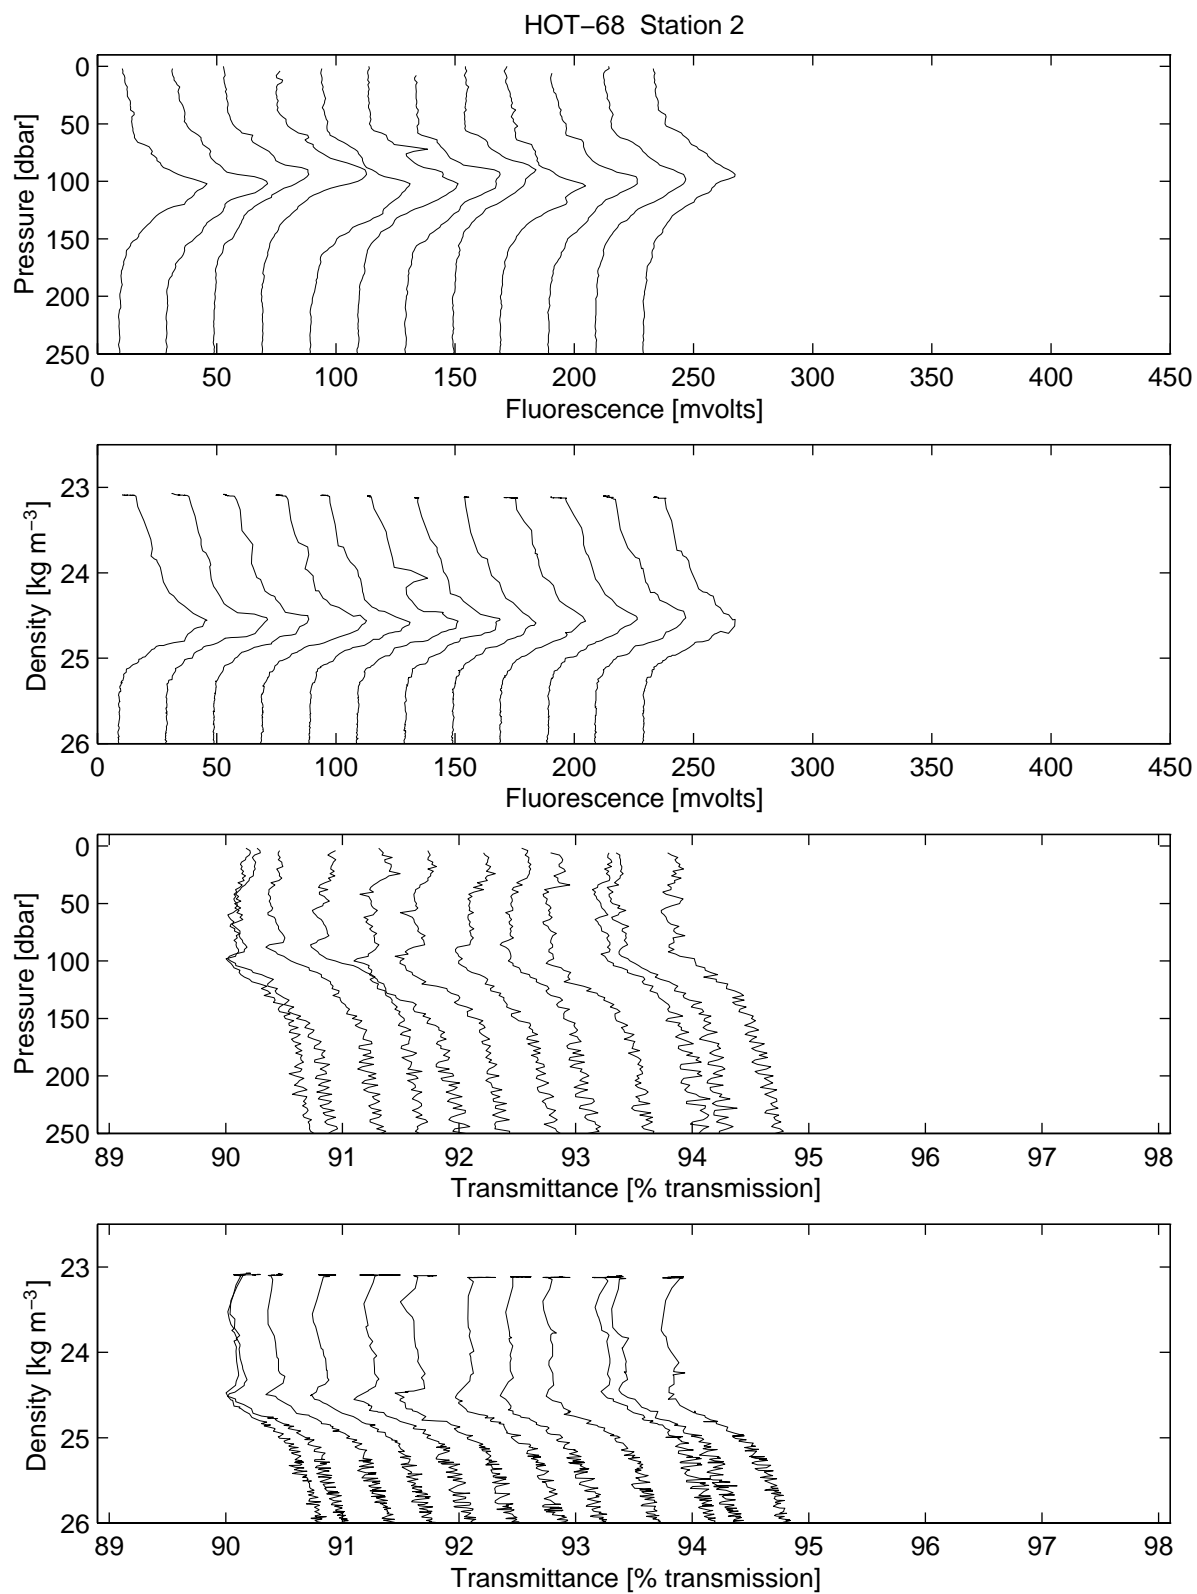 HOT−68 Station 2
0
50
100
150
200
250
Pressure [dbar]
0 50 100 150 200 250 300 350 400 450
Fluorescence [mvolts]
23
24
25
26
Density [kg m−3]
0 50 100 150 200 250 300 350 400 450
Fluorescence [mvolts]
0
50
100
150
200
250
Pressure [dbar]
89 90 91 92 93 94 95 96 97 98
Transmittance [% transmission]
23
24
25
26
Density [kg m−3]
89 90 91 92 93 94 95 96 97 98
Transmittance [% transmission]